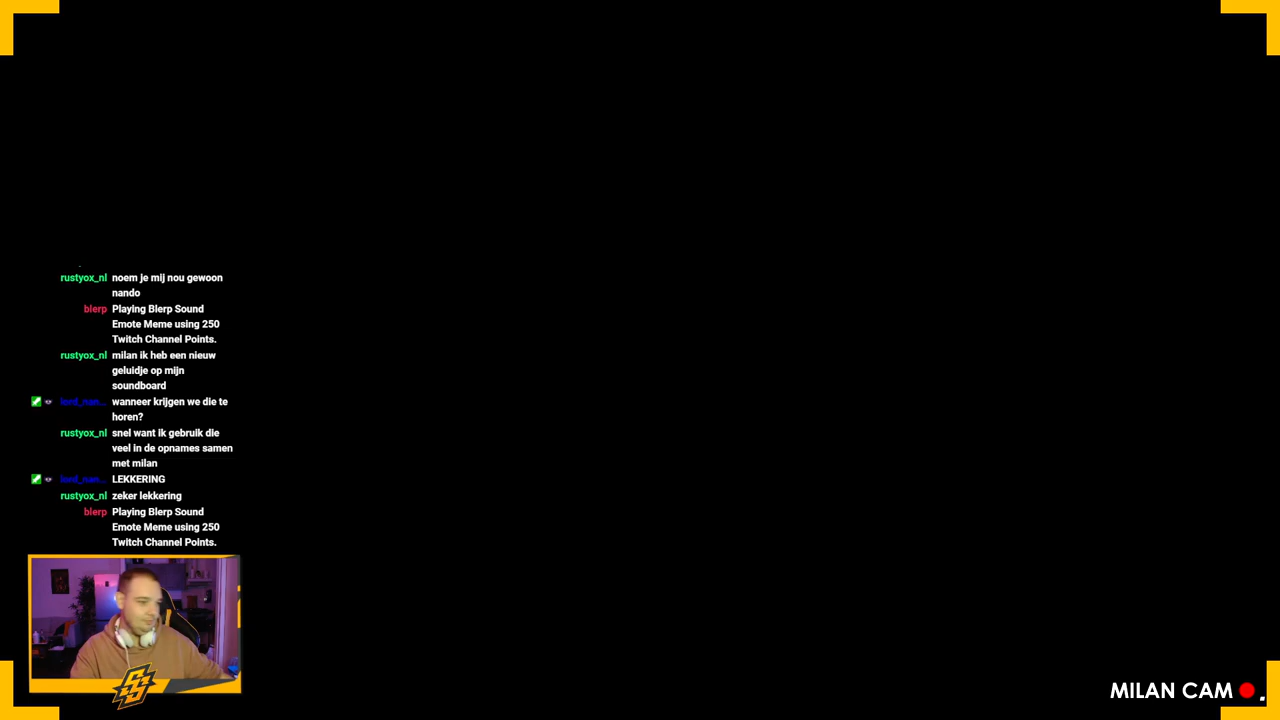 rustyox_nl noem je mij nou gewoon
nando
blerp Playing Blerp Sound
Emote Meme using 250
Twitch Channel Points.
rustyox_nl milan ik heb een nieuw
geluidje op mijn
soundboard
lord_nan... wanneer krijgen we die te
horen?
rustyox_nl snel want ik gebruik die
veel in de opnames samen
met milan
lord_nan... LEKKERING
rustyox_nl zeker lekkering
blerp Playing Blerp Sound
Emote Meme using 250
Twitch Channel Points.
MILAN CAM